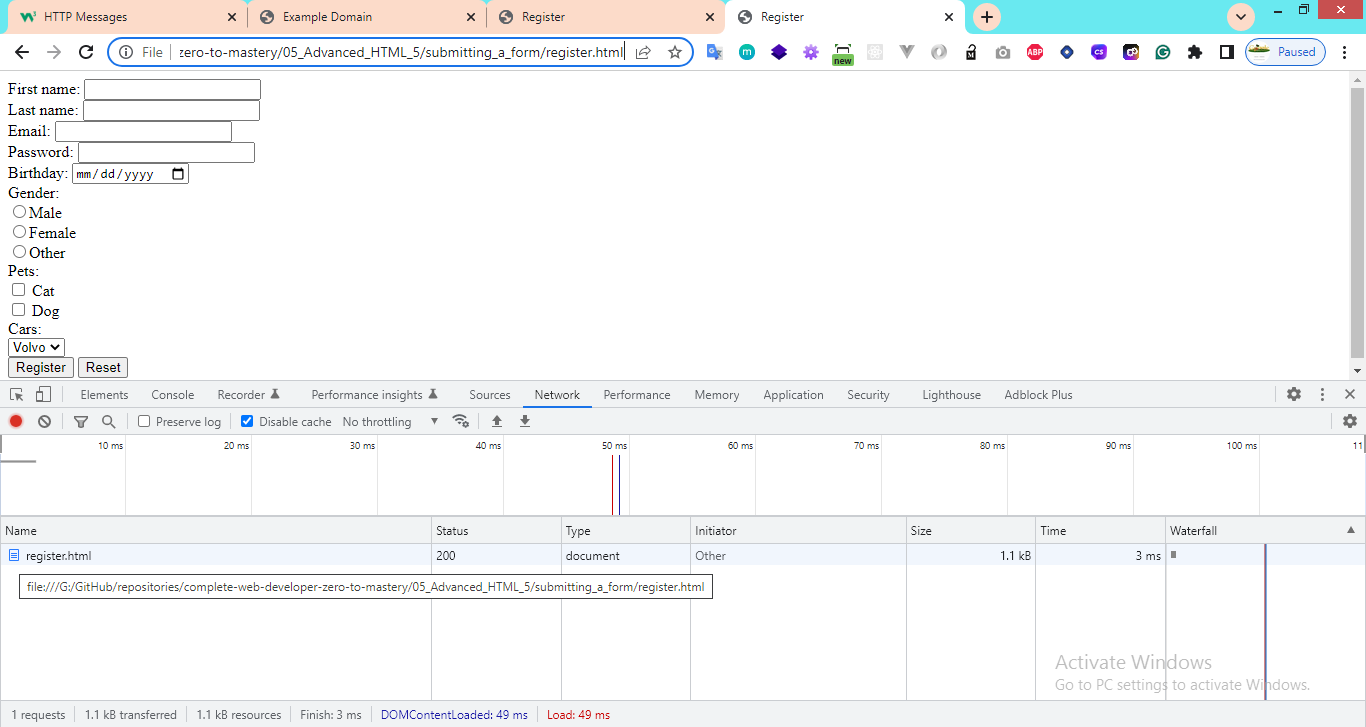 HTTP Messages
Example Domain
Register
Register
File
zero-to-mastery/05_Advanced_HTML_5/submitting_a_form/register.html
m
new
ABP
CS
G
Paused
First name:
Last name:
Email:
Password:
Birthday: mm/dd/yyyy
Gender:
Male
Female
Other
Pets:
Cat
Dog
Cars:
Volvo
Register Reset
Elements Console Recorder Performance insights Sources Network Performance Memory Application Security Lighthouse Adblock Plus
Preserve log Disable cache No throttling
10 ms 20 ms 30 ms 40 ms 50 ms 60 ms 70 ms 80 ms 90 ms 100 ms 11
Name Status Type Initiator Size Time Waterfall
register.html 200 document Other 1.1 kB 3 ms
file:///G:/GitHub/repositories/complete-web-developer-zero-to-mastery/05_Advanced_HTML_5/submitting_a_form/register.html
Activate Windows
Go to PC settings to activate Windows.
1 requests 1.1 kB transferred 1.1 kB resources Finish: 3 ms DOMContentLoaded: 49 ms Load: 49 ms